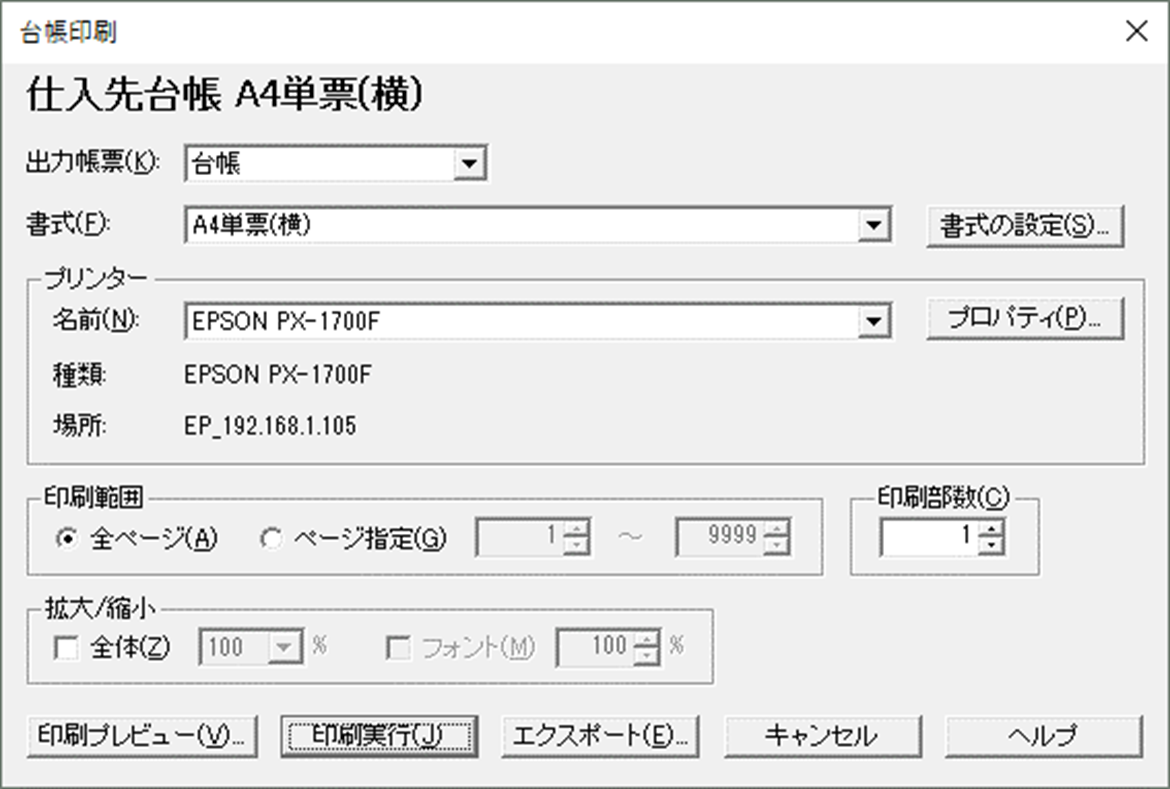 台帳印刷
仕入先台帳 A4単票(横)
出力帳票(K): 台帳
書式(F): A4単票(横) 書式の設定(S)...
プリンター
名前(N): EPSON PX-1700F プロパティ(P)...
種類: EPSON PX-1700F
場所: EP_192.168.1.105
印刷範囲 印刷部数(C)
全ページ(A) ページ指定(G) 1 ～ 9999 1
拡大/縮小
全体(Z) 100 % フォント(M) 100 %
印刷プレビュー(V)... 印刷実行(J) エクスポート(E)... キャンセル ヘルプ